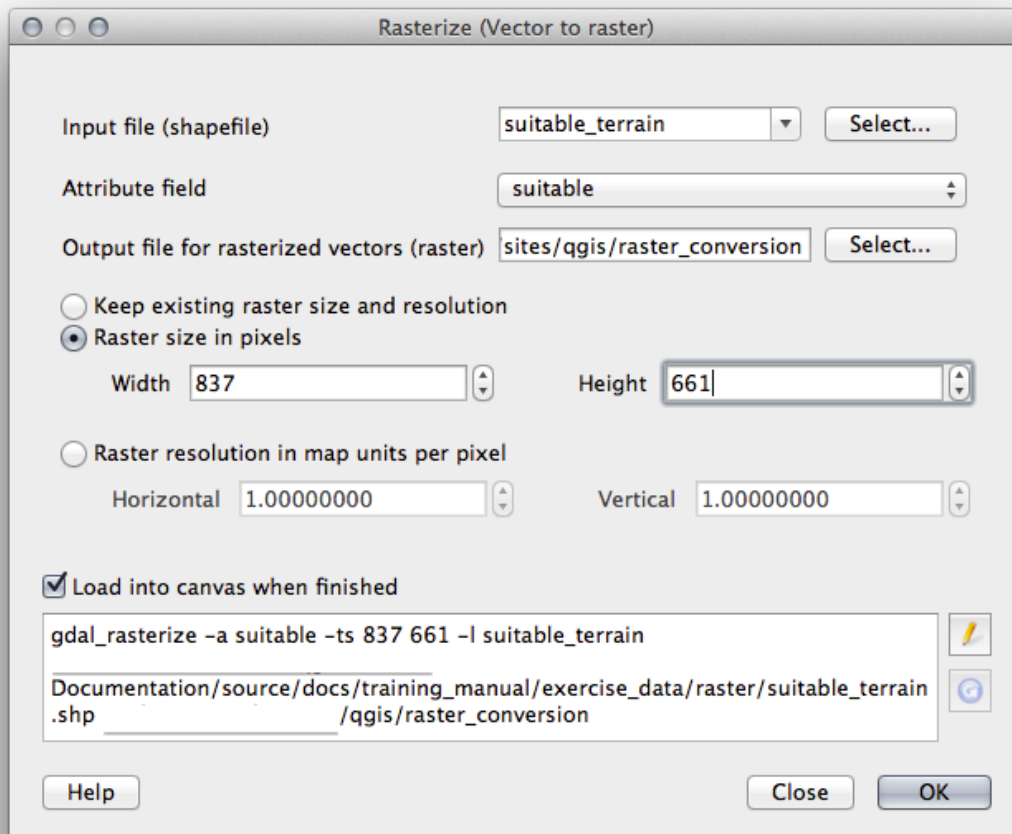 Rasterize (Vector to raster)
Input file (shapefile) suitable_terrain Select...
Attribute field suitable
Output file for rasterized vectors (raster) sites/qgis/raster_conversion Select...
Keep existing raster size and resolution
Raster size in pixels
Width 837 Height 661
Raster resolution in map units per pixel
Horizontal 1.00000000 Vertical 1.00000000
Load into canvas when finished
gdal_rasterize -a suitable -ts 837 661 -l suitable_terrain
Documentation/source/docs/training_manual/exercise_data/raster/suitable_terrain
.shp /qgis/raster_conversion
Help Close OK